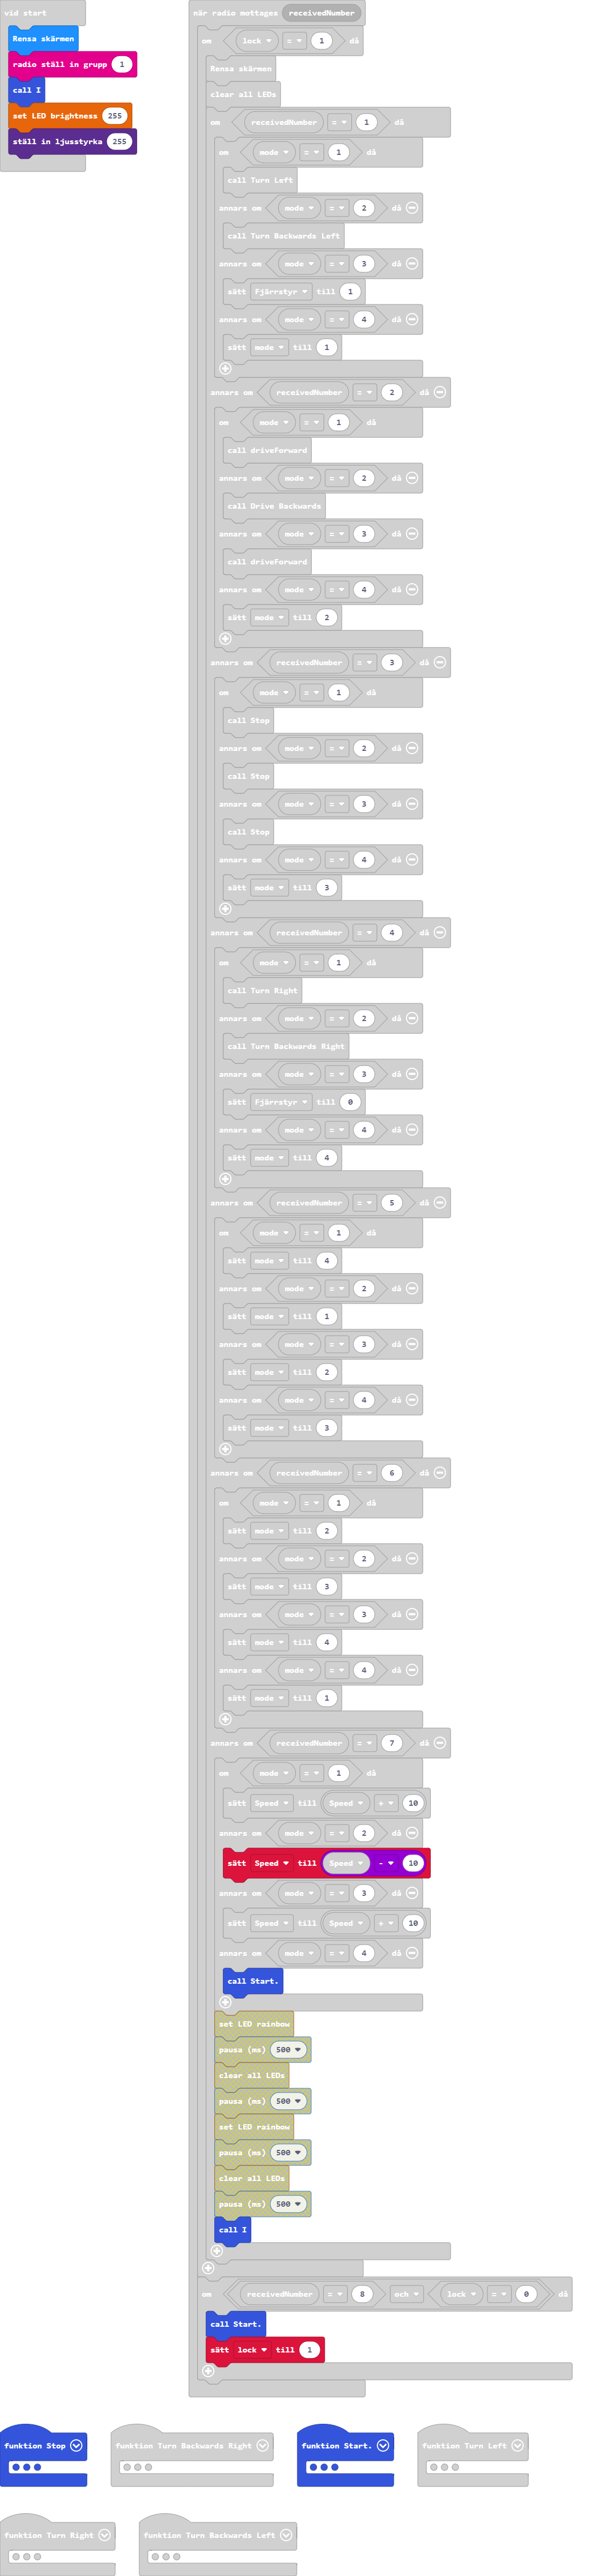 vid start
Rensa skärmen
radio ställ in grupp 1
call I
set LED brightness 255
ställ in ljusstyrka 255
när radio mottages receivedNumber
om lock = 1 då
Rensa skärmen
clear all LEDs
om receivedNumber = 1 då
om mode = 1 då
call Turn Left
annars om mode = 2 då
call Turn Backwards Left
annars om mode = 3 då
sätt Fjärrstyr till 1
annars om mode = 4 då
sätt mode till 1
annars om receivedNumber = 2 då
om mode = 1 då
call driveForward
annars om mode = 2 då
call Drive Backwards
annars om mode = 3 då
call driveForward
annars om mode = 4 då
sätt mode till 2
annars om receivedNumber = 3 då
om mode = 1 då
call Stop
annars om mode = 2 då
call Stop
annars om mode = 3 då
call Stop
annars om mode = 4 då
sätt mode till 3
annars om receivedNumber = 4 då
om mode = 1 då
call Turn Right
annars om mode = 2 då
call Turn Backwards Right
annars om mode = 3 då
sätt Fjärrstyr till 0
annars om mode = 4 då
sätt mode till 4
annars om receivedNumber = 5 då
om mode = 1 då
sätt mode till 4
annars om mode = 2 då
sätt mode till 1
annars om mode = 3 då
sätt mode till 2
annars om mode = 4 då
sätt mode till 3
annars om receivedNumber = 6 då
om mode = 1 då
sätt mode till 2
annars om mode = 2 då
sätt mode till 3
annars om mode = 3 då
sätt mode till 4
annars om mode = 4 då
sätt mode till 1
annars om receivedNumber = 7 då
om mode = 1 då
sätt Speed till Speed + 10
annars om mode = 2 då
sätt Speed till Speed - 10
annars om mode = 3 då
sätt Speed till Speed + 10
annars om mode = 4 då
call Start.
set LED rainbow
pausa (ms) 500
clear all LEDs
pausa (ms) 500
set LED rainbow
pausa (ms) 500
clear all LEDs
pausa (ms) 500
call I
om receivedNumber = 8 och lock = 0 då
call Start.
sätt lock till 1
funktion Stop
funktion Turn Backwards Right
funktion Start.
funktion Turn Left
funktion Turn Right
funktion Turn Backwards Left